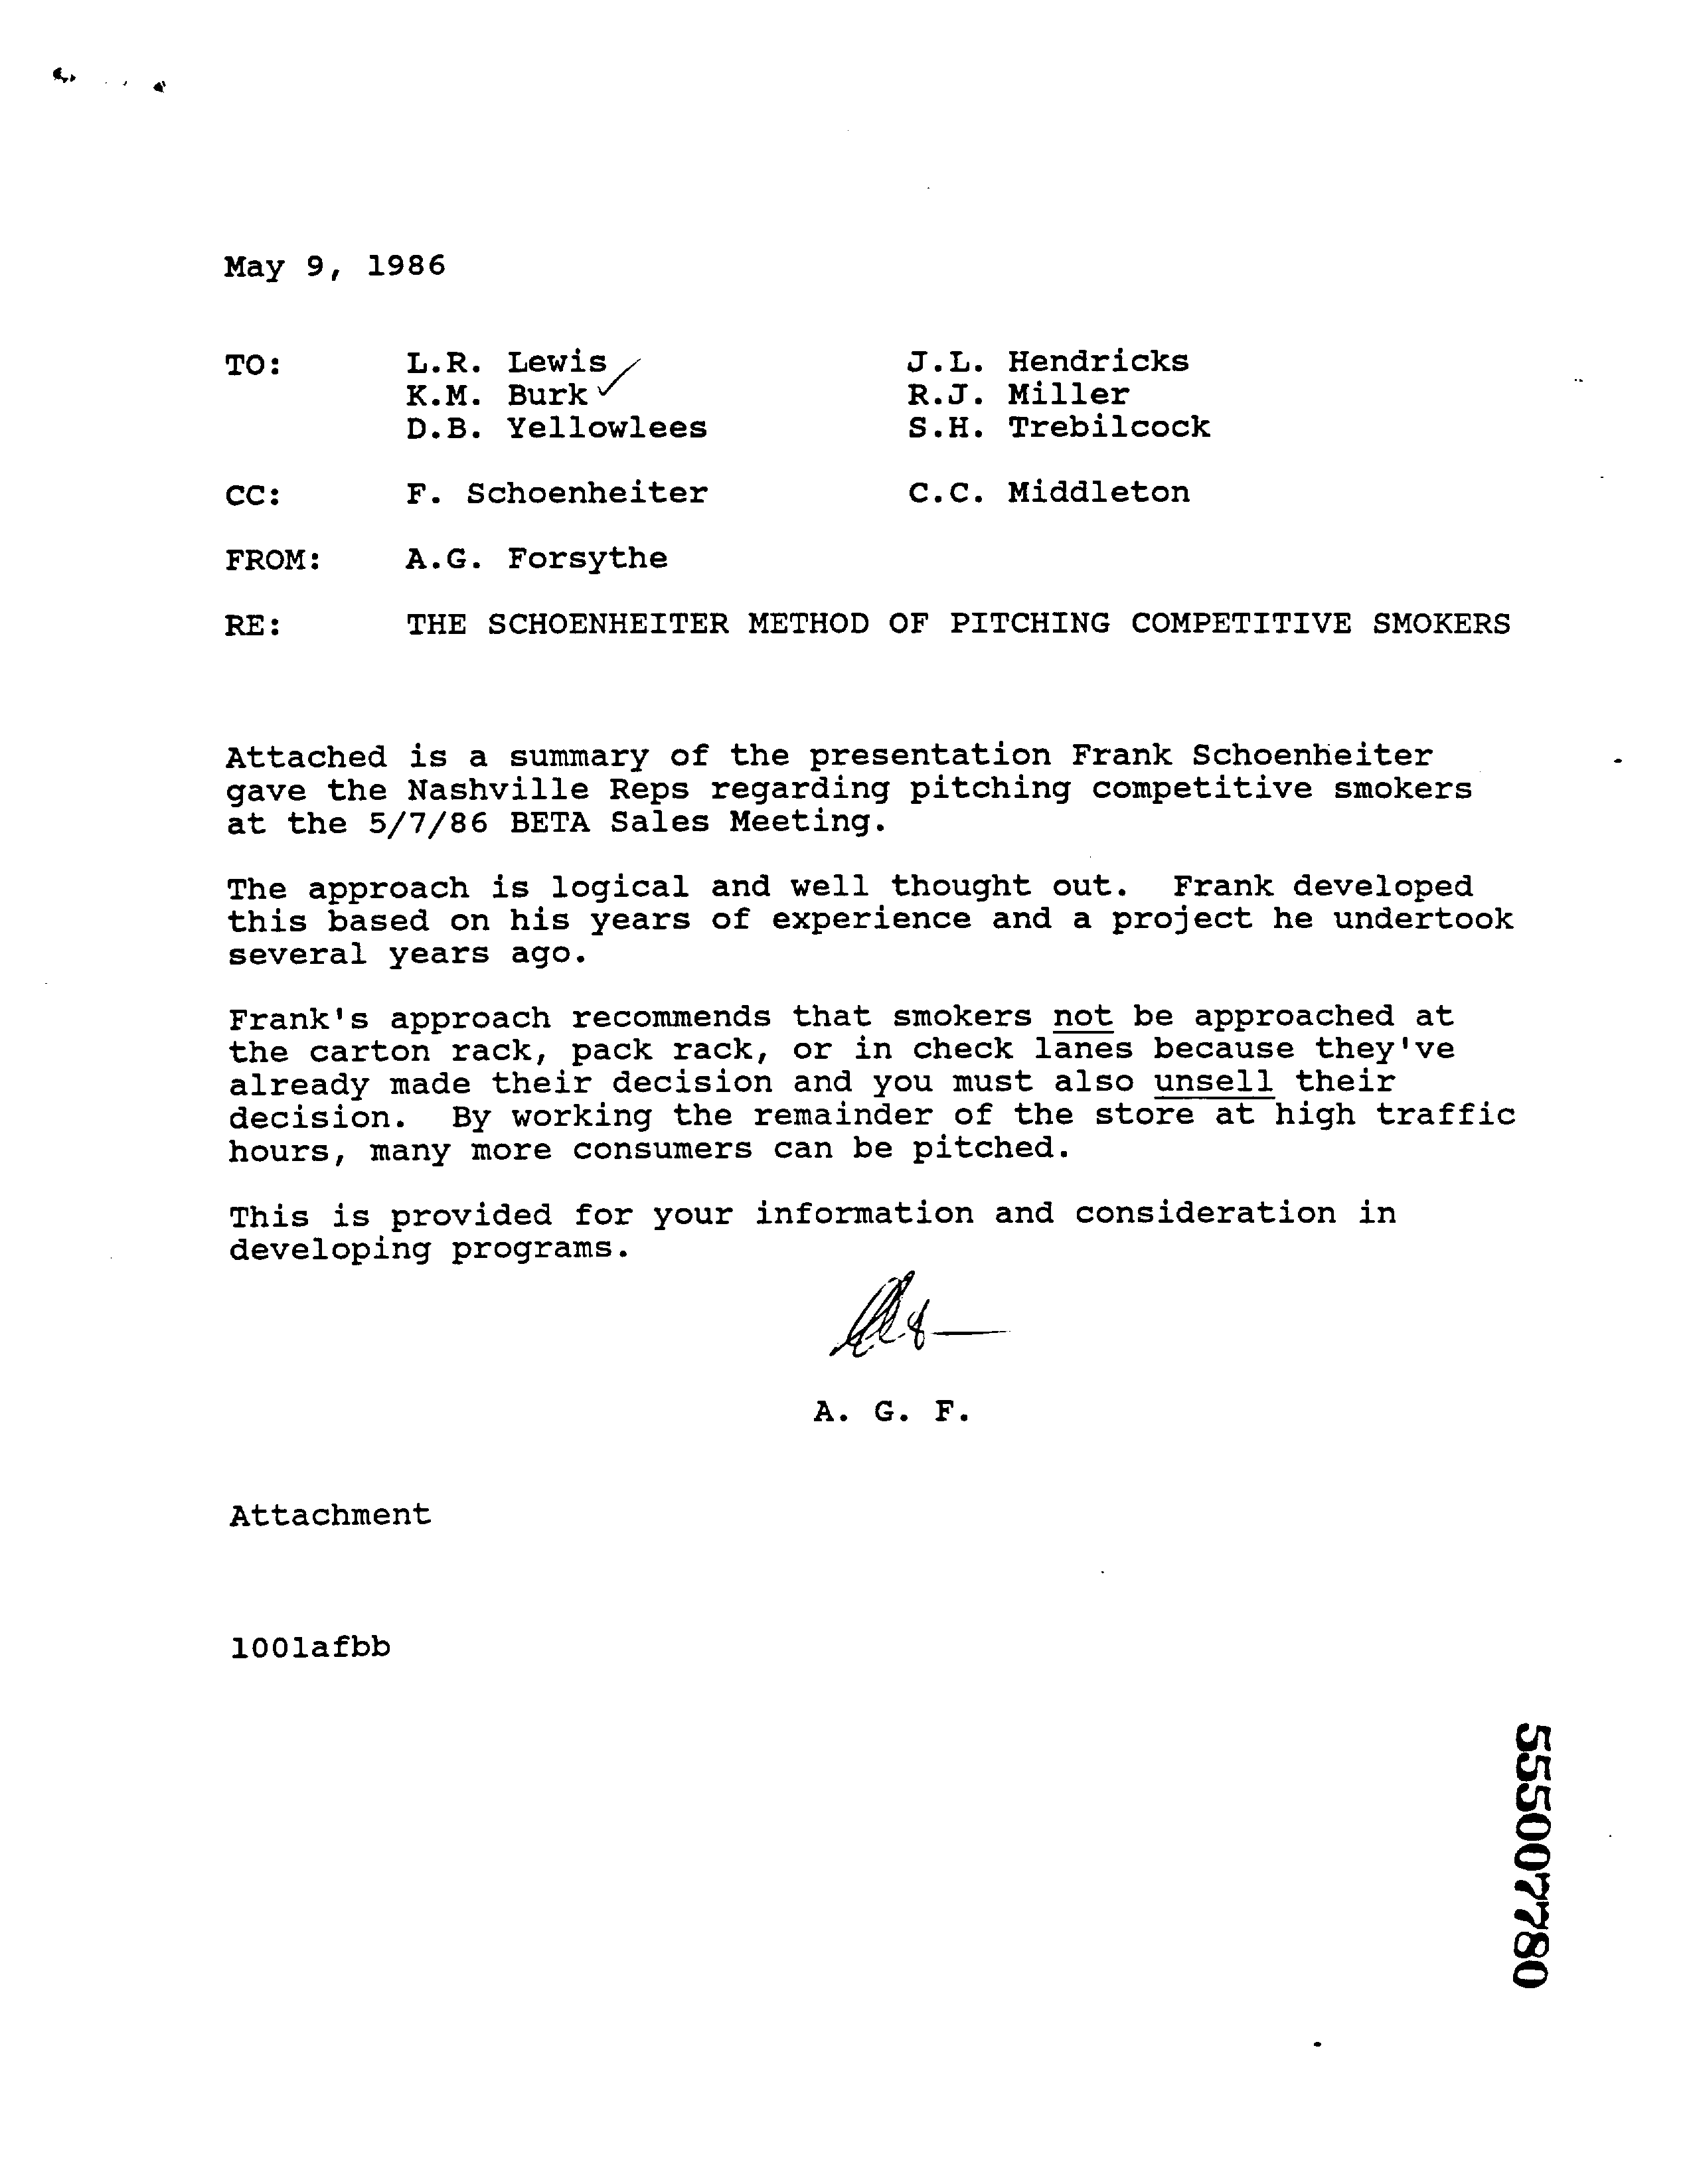 May 9, 1986
TO: L.R. Lewis J.L. Hendricks
K.M. Burk ✓ R.J. Miller
D.B. Yellowlees S.H. Trebilcock
CC: F. Schoenheiter C.C. Middleton
FROM: A.G. Forsythe
RE: THE SCHOENHEITER METHOD OF PITCHING COMPETITIVE SMOKERS
Attached is a summary of the presentation Frank Schoenheiter
gave the Nashville Reps regarding pitching competitive smokers
at the 5/7/86 BETA Sales Meeting.
The approach is logical and well thought out. Frank developed
this based on his years of experience and a project he undertook
several years ago.
Frank's approach recommends that smokers not be approached at
the carton rack, pack rack, or in check lanes because they've
already made their decision and you must also unsell their
decision. By working the remainder of the store at high traffic
hours, many more consumers can be pitched.
This is provided for your information and consideration in
developing programs.
A. G. F.
Attachment
1001afbb
555007780